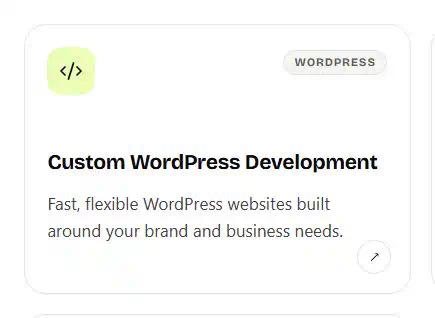 </>
WORDPRESS
Custom WordPress Development
Fast, flexible WordPress websites built
around your brand and business needs.